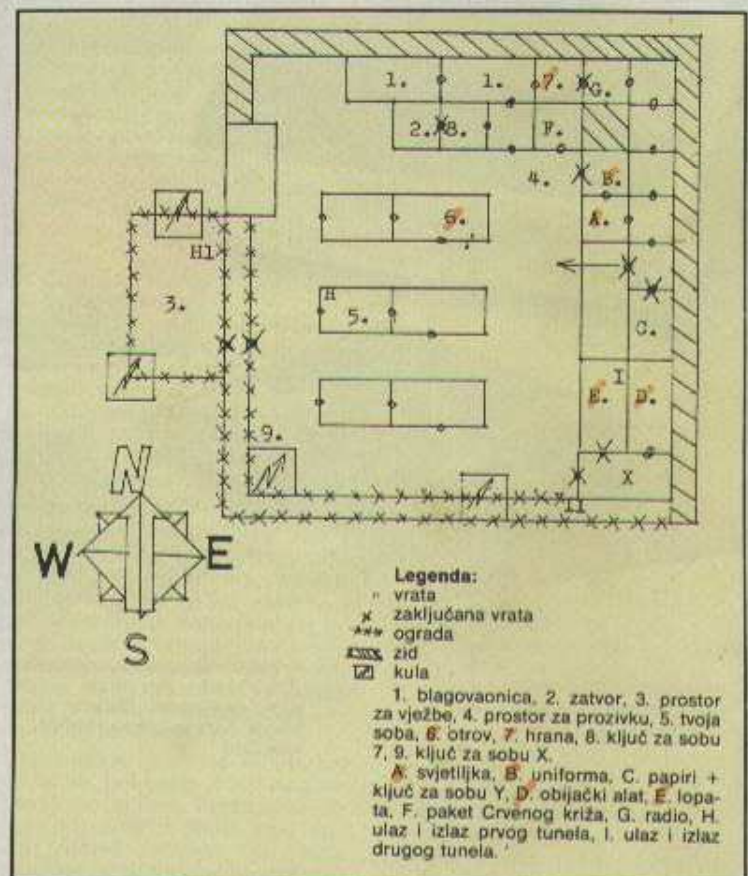 1.
1.
7.
G.
2.
8.
F.
4.
B.
6.
A.
H1
3.
H
5.
C.
I
E.
D.
9.
X
II
N
W
E
S
Legenda:
vrata
zaključana vrata
ograda
zid
kula
1. blagovaonica, 2. zatvor, 3. prostor
za vježbe, 4. prostor za prozivku, 5. tvoja
soba, 6. otrov, 7. hrana, 8. ključ za sobu
7, 9. ključ za sobu X.
A. svjetiljka, B. uniforma, C. papiri +
ključ za sobu Y, D. obijački alat, E. lopa-
ta, F. paket Crvenog križa, G. radio, H.
ulaz i izlaz prvog tunela, I. ulaz i izlaz
drugog tunela.